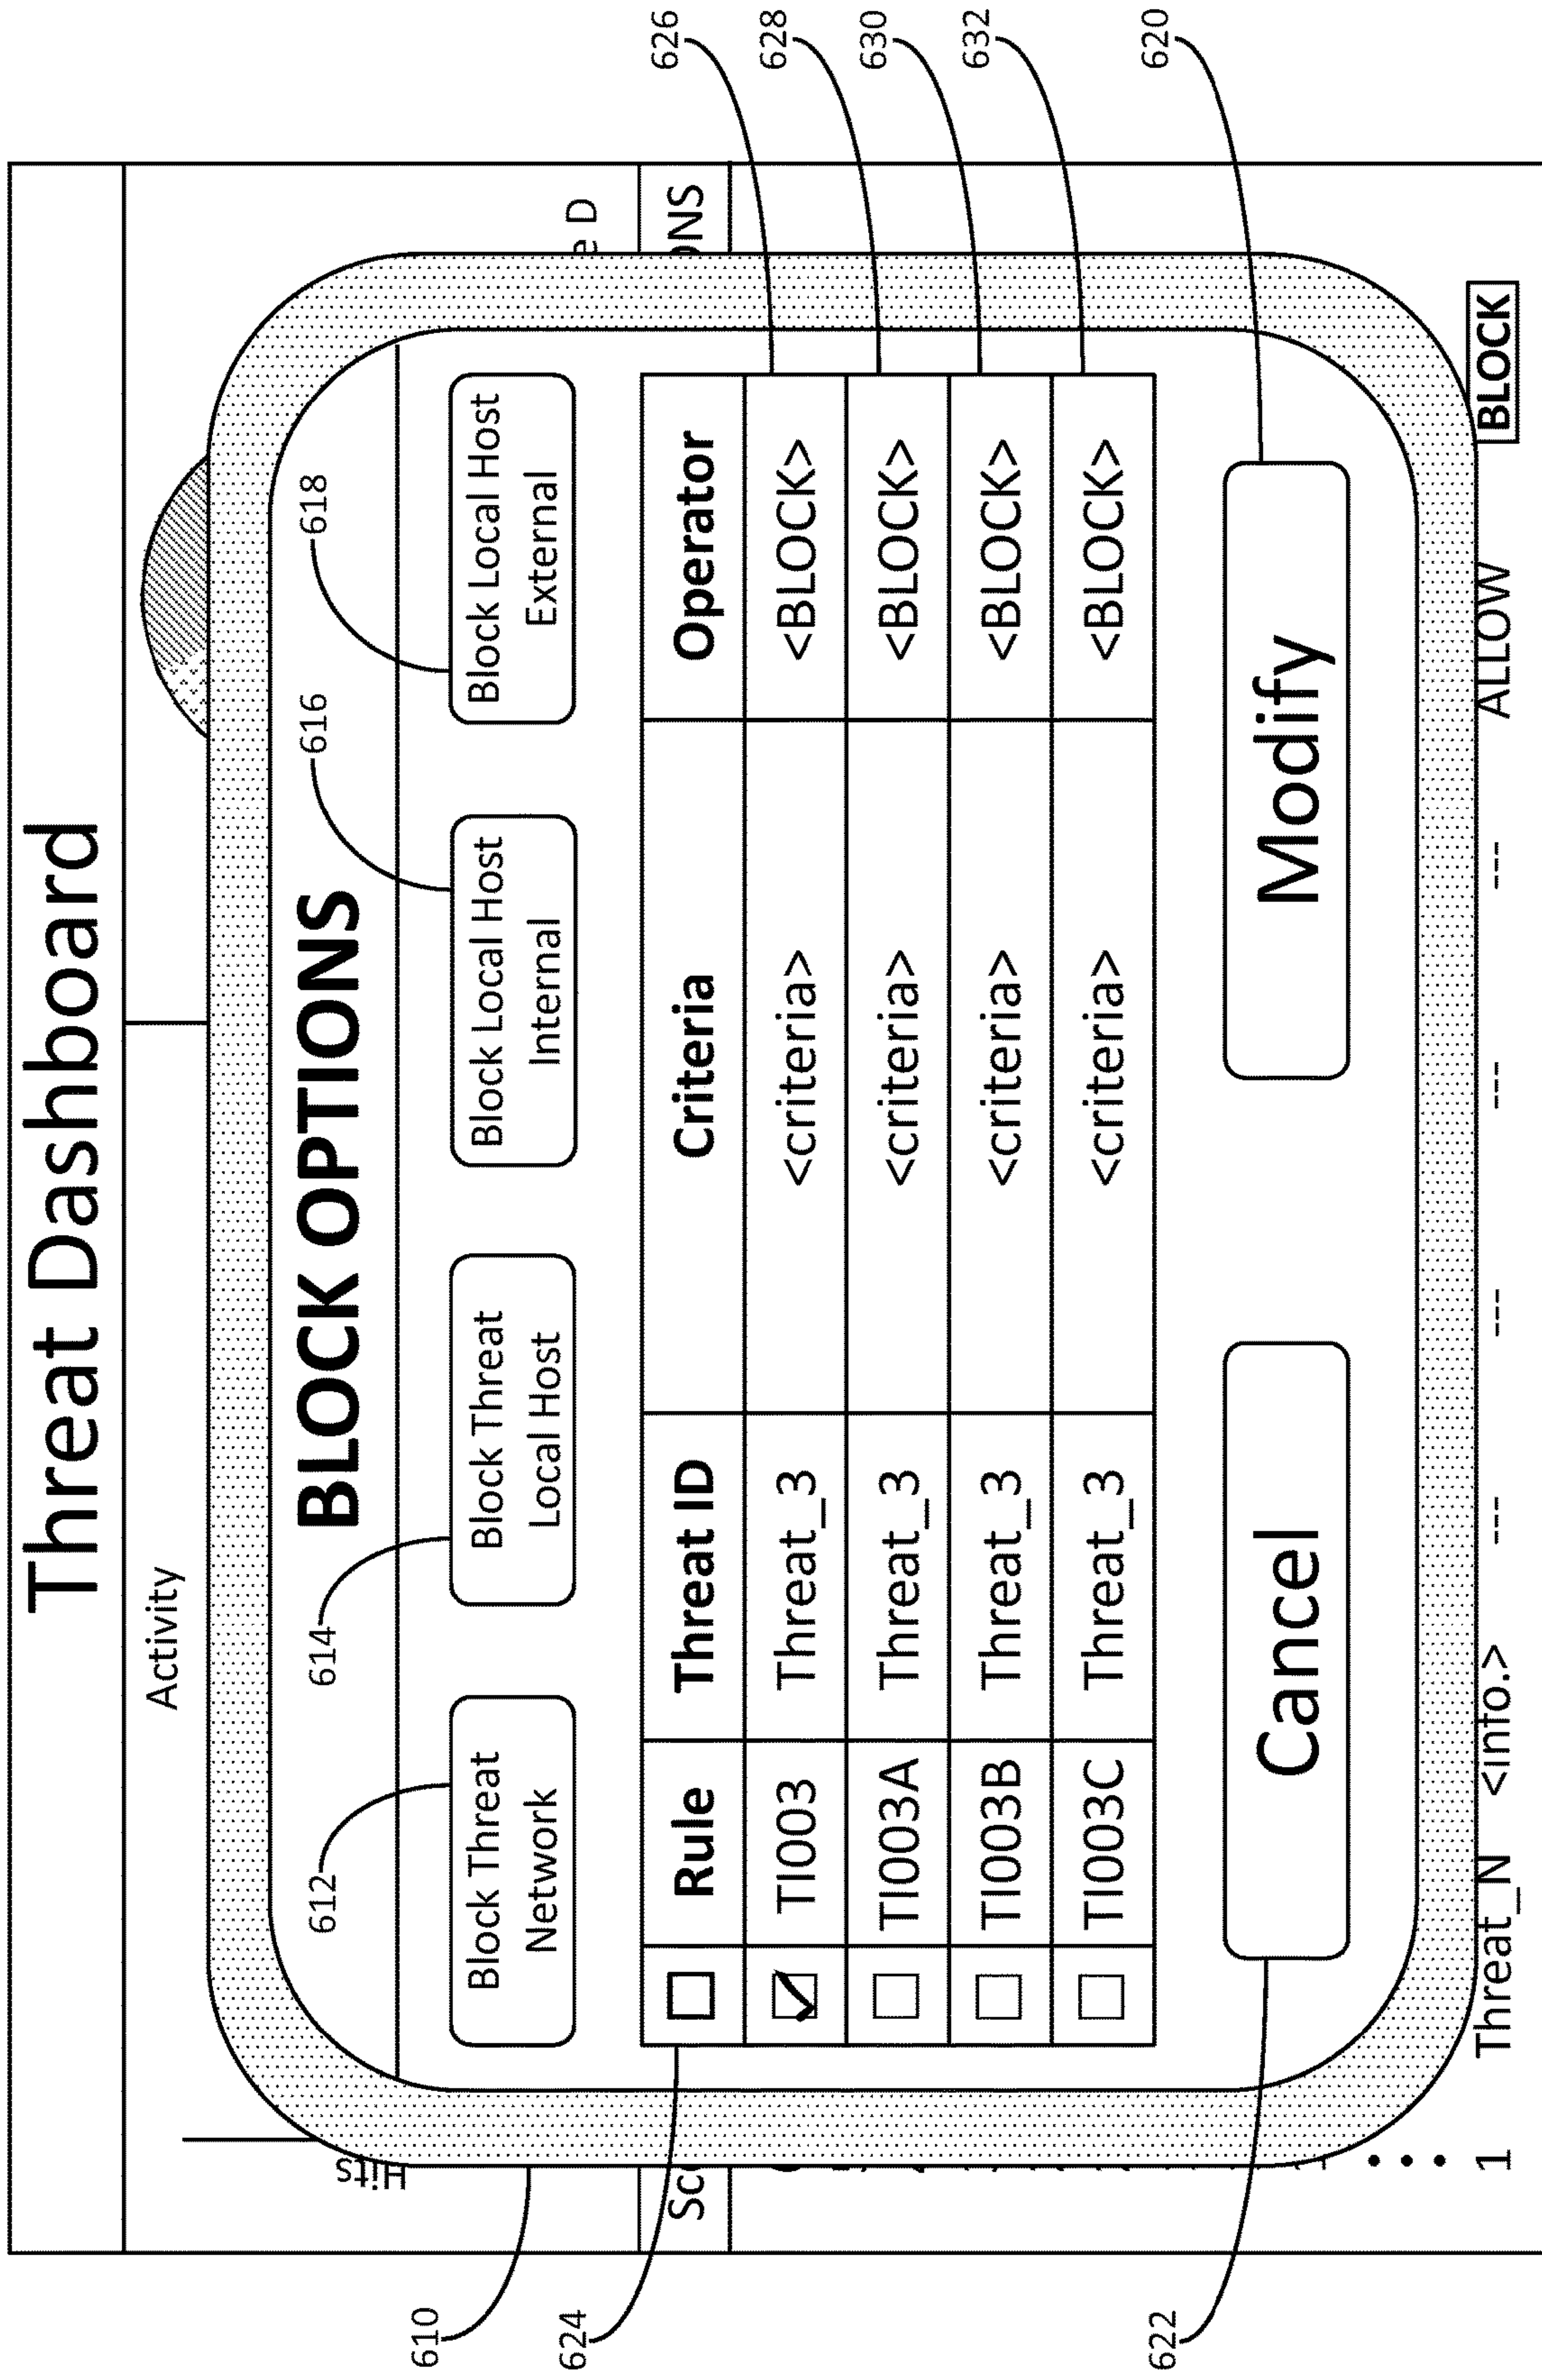 Threat Dashboard
Activity
Hits
e D
BLOCK OPTIONS
612
614
616
618
Block Threat
Network
Block Threat
Local Host
Block Local Host
Internal
Block Local Host
External
610
Sc
ONS
624
Rule Threat ID Criteria Operator
TI003 Threat_3 <criteria> <BLOCK>
626
TI003A Threat_3 <criteria> <BLOCK>
628
TI003B Threat_3 <criteria> <BLOCK>
630
TI003C Threat_3 <criteria> <BLOCK>
632
622
Cancel
Modify
620
1 Threat_N <info.> --- --- --- --- ALLOW BLOCK